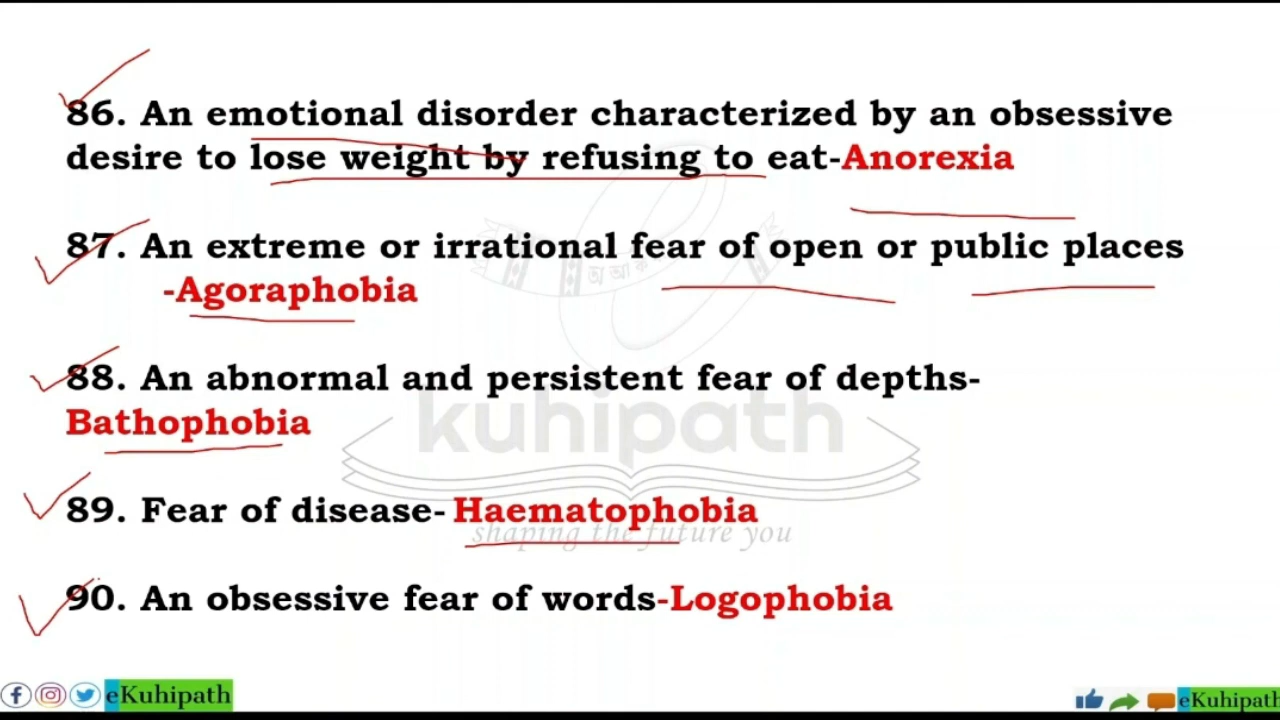 86. An emotional disorder characterized by an obsessive
desire to lose weight by refusing to eat-Anorexia
87. An extreme or irrational fear of open or public places
-Agoraphobia
88. An abnormal and persistent fear of depths-
Bathophobia
89. Fear of disease- Haematophobia
90. An obsessive fear of words-Logophobia
অ আ ক
kuhipath
shaping the future you
eKuhipath
eKuhipath